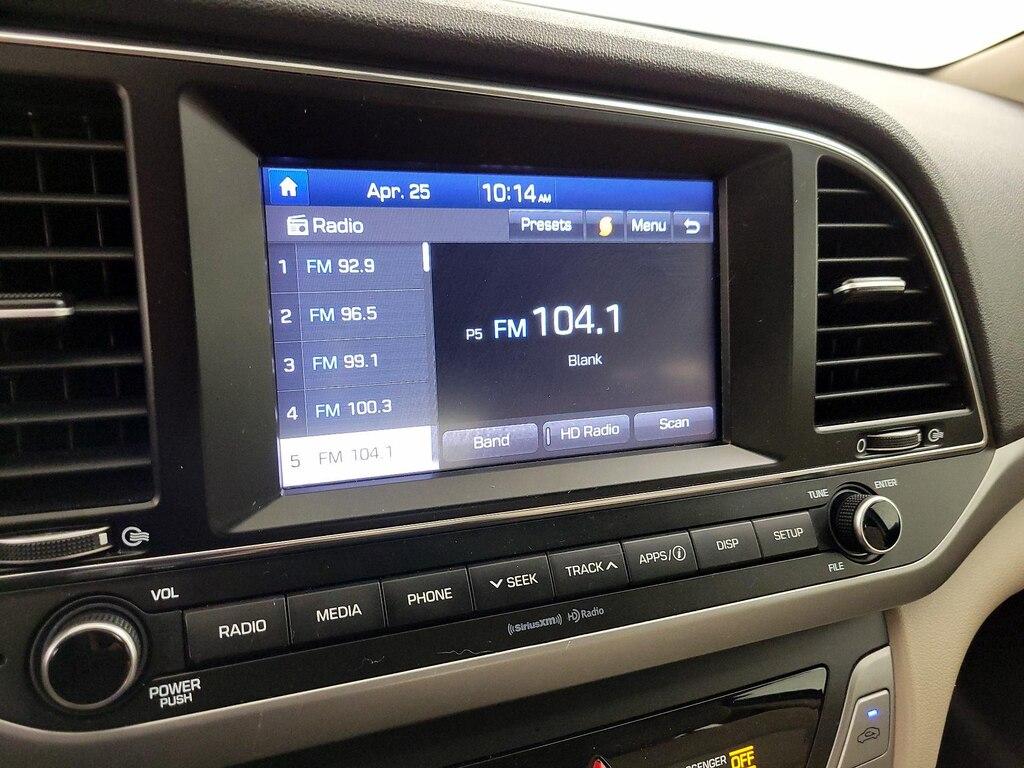 Apr. 25 10:14 AM
Radio Presets Menu
1 FM 92.9
2 FM 96.5
3 FM 99.1
4 FM 100.3
5 FM 104.1
P5 FM 104.1
Blank
Band HD Radio Scan
VOL
POWER
PUSH
RADIO MEDIA PHONE SEEK TRACK APPS/i DISP SETUP
TUNE
ENTER
FILE
((SiriusXM)) HD Radio
OFF